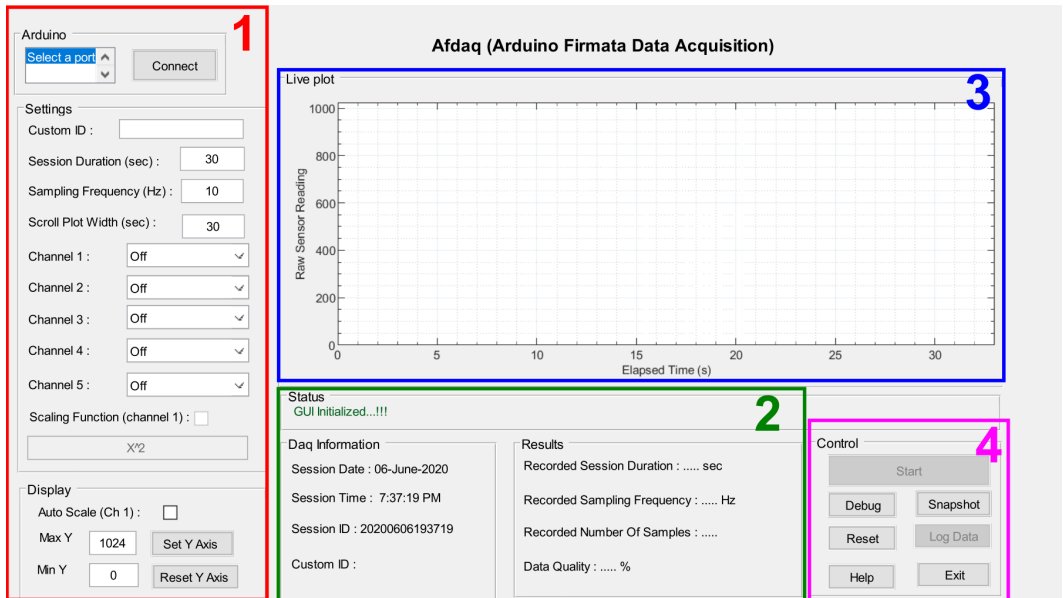 Afdaq (Arduino Firmata Data Acquisition)
1
Arduino
Select a port
Connect
Settings
Custom ID :
Session Duration (sec) : 30
Sampling Frequency (Hz) : 10
Scroll Plot Width (sec) : 30
Channel 1 : Off
Channel 2 : Off
Channel 3 : Off
Channel 4 : Off
Channel 5 : Off
Scaling Function (channel 1) :
X^2
Display
Auto Scale (Ch 1) :
Max Y 1024 Set Y Axis
Min Y 0 Reset Y Axis
3
Live plot
1000
800
600
400
200
0
Raw Sensor Reading
0 5 10 15 20 25 30
Elapsed Time (s)
2
Status
GUI Initialized...!!!
Daq Information
Session Date : 06-June-2020
Session Time : 7:37:19 PM
Session ID : 20200606193719
Custom ID :
Results
Recorded Session Duration : ..... sec
Recorded Sampling Frequency : ..... Hz
Recorded Number Of Samples : .....
Data Quality : ..... %
4
Control
Start
Debug Snapshot
Reset Log Data
Help Exit